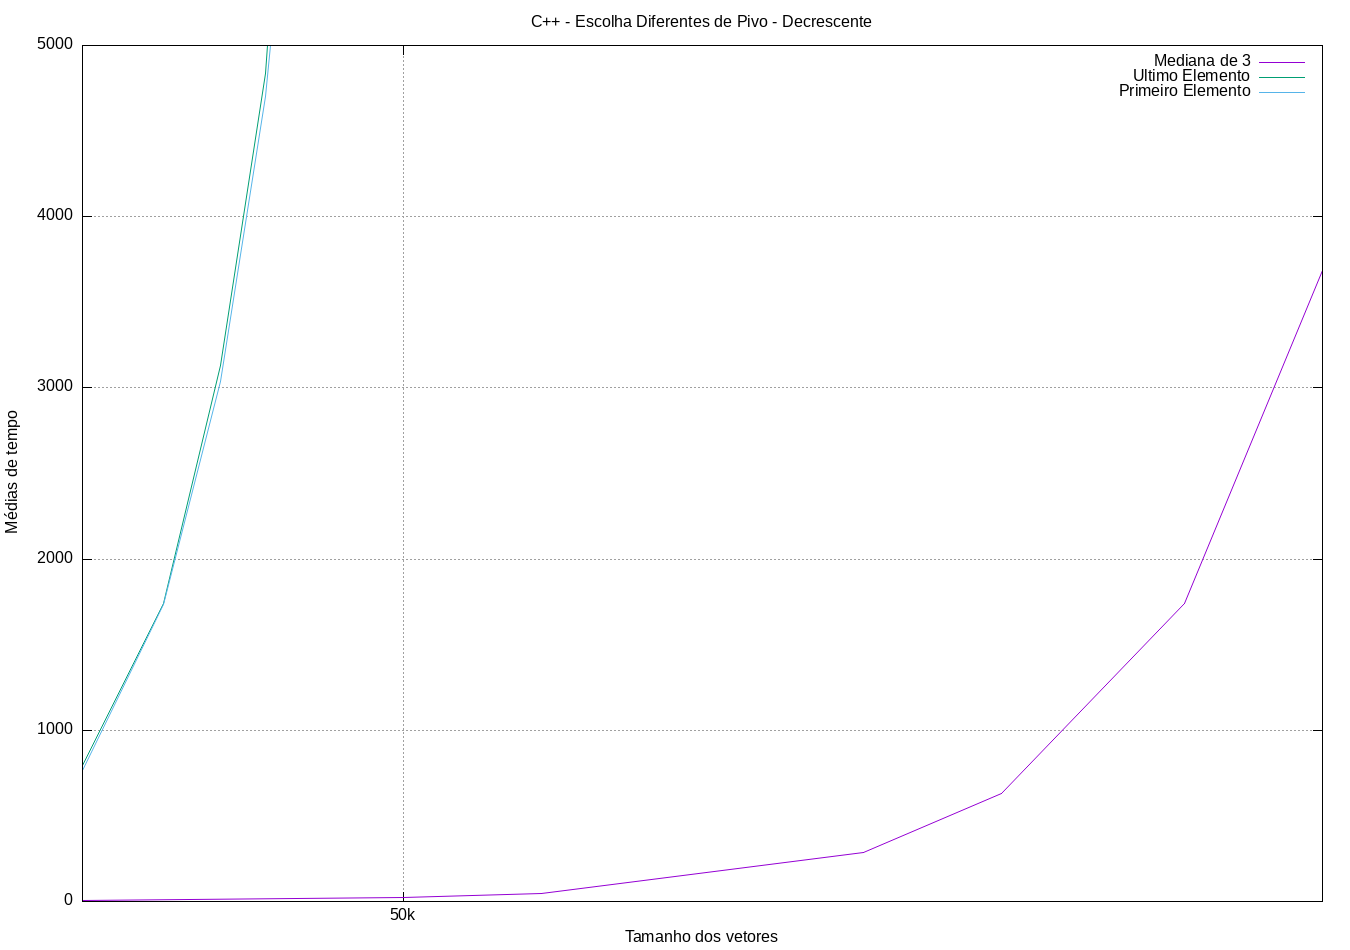 C++ - Escolha Diferentes de Pivo - Decrescente
5000
4000
3000
2000
1000
0
Médias de tempo
Mediana de 3
Ultimo Elemento
Primeiro Elemento
50k
Tamanho dos vetores